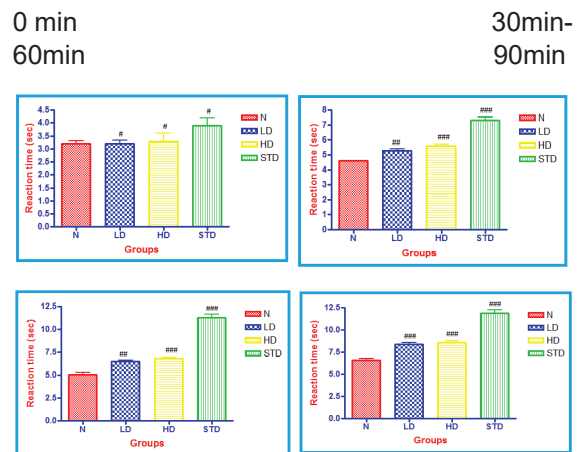 0 min 30min-
60min 90min
4.5
4.0
3.5
3.0
2.5
2.0
1.5
1.0
0.5
0.0
Reaction time (sec)
# # #
N
LD
HD
STD
N LD HD STD
Groups
8
6
5
4
2
0
Reaction time (sec)
## ### ###
N
LD
HD
STD
N LD HD STD
Groups
12.5
10.0
7.5
5.0
2.5
0.0
Reaction time (sec)
## ### ###
N
LD
HD
STD
N LD HD STD
Groups
12.5
10.0
7.5
5.0
2.5
0.0
Reaction time (sec)
### ### ###
N
LD
HD
STD
N LD HD STD
Groups